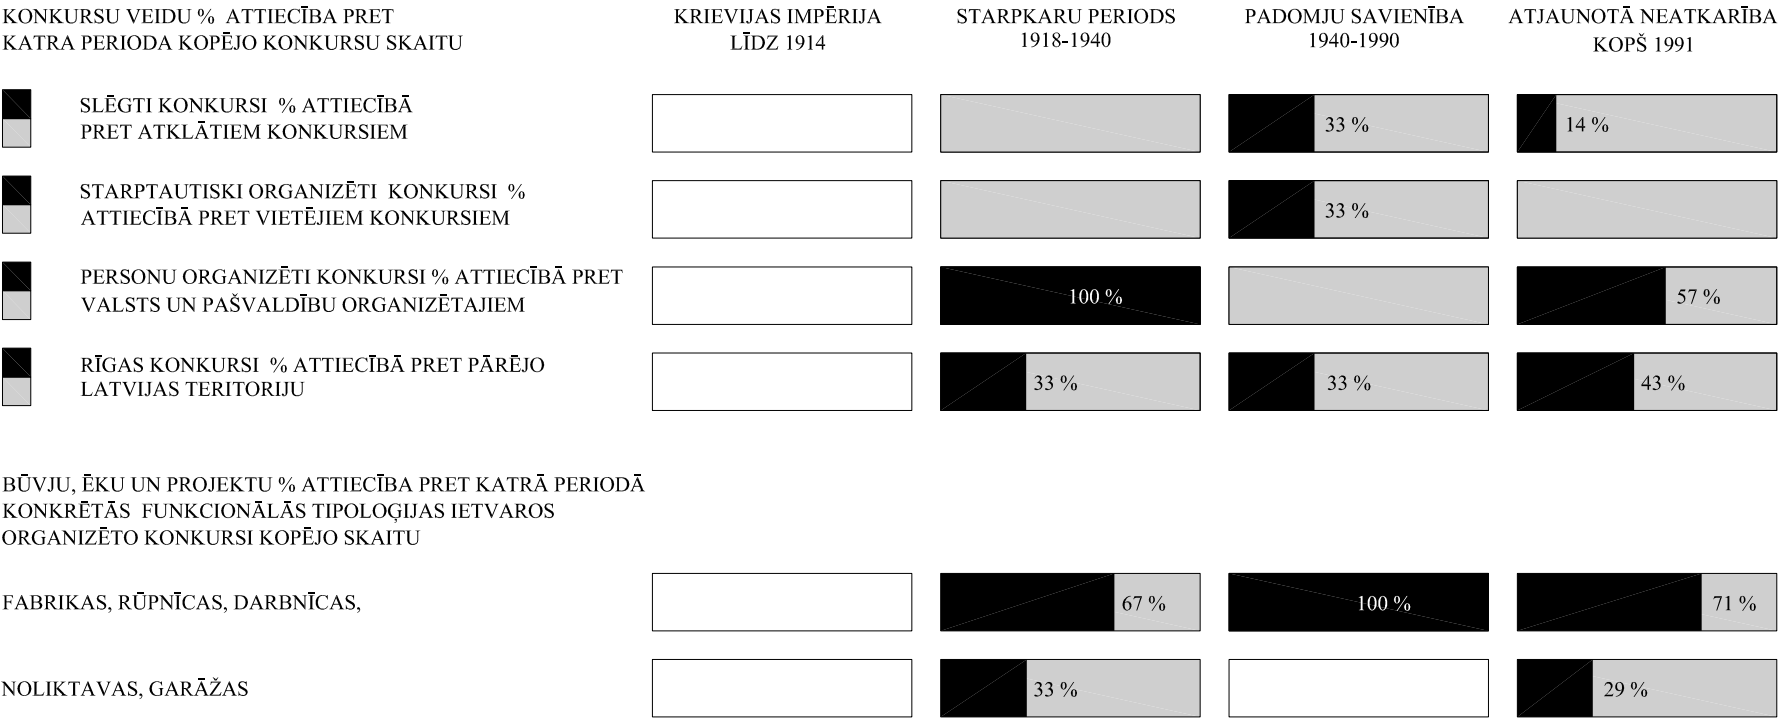 KONKURSU VEIDU % ATTIECĪBA PRET
KATRA PERIODA KOPĒJO KONKURSU SKAITU
KRIEVIJAS IMPĒRIJA
LĪDZ 1914
STARPKARU PERIODS
1918-1940
PADOMJU SAVIENĪBA
1940-1990
ATJAUNOTĀ NEATKARĪBA
KOPŠ 1991
SLĒGTI KONKURSI % ATTIECĪBĀ
PRET ATKLĀTIEM KONKURSIEM
33 %
14 %
STARPTAUTISKI ORGANIZĒTI KONKURSI %
ATTIECĪBĀ PRET VIETĒJIEM KONKURSIEM
33 %
PERSONU ORGANIZĒTI KONKURSI % ATTIECĪBĀ PRET
VALSTS UN PAŠVALDĪBU ORGANIZĒTAJIEM
100 %
57 %
RĪGAS KONKURSI % ATTIECĪBĀ PRET PĀRĒJO
LATVIJAS TERITORIJU
33 %
33 %
43 %
BŪVJU, ĒKU UN PROJEKTU % ATTIECĪBA PRET KATRĀ PERIODĀ
KONKRĒTĀS FUNKCIONĀLĀS TIPOLOĢIJAS IETVAROS
ORGANIZĒTO KONKURSI KOPĒJO SKAITU
FABRIKAS, RŪPNĪCAS, DARBNĪCAS,
67 %
100 %
71 %
NOLIKTAVAS, GARĀŽAS
33 %
29 %